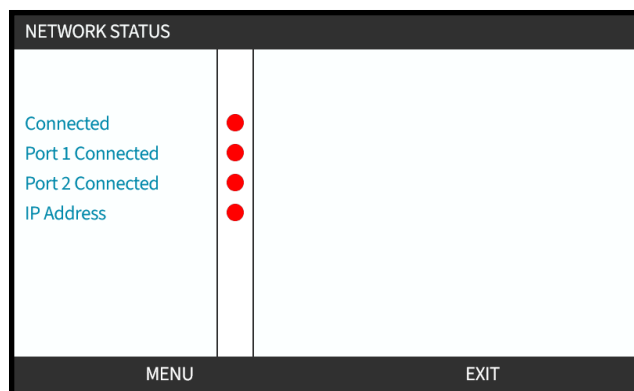 NETWORK STATUS
Connected
Port 1 Connected
Port 2 Connected
IP Address
MENU EXIT